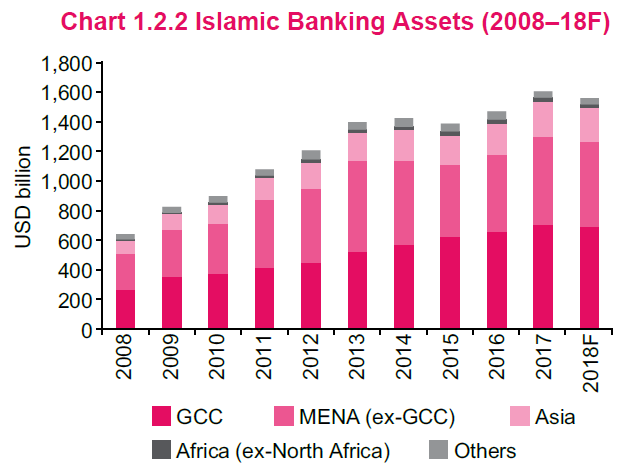 Chart 1.2.2 Islamic Banking Assets (2008–18F)
USD billion
1,800
1,600
1,400
1,200
1,000
800
600
400
200
0
2008
2009
2010
2011
2012
2013
2014
2015
2016
2017
2018F
GCC
MENA (ex-GCC)
Asia
Africa (ex-North Africa)
Others